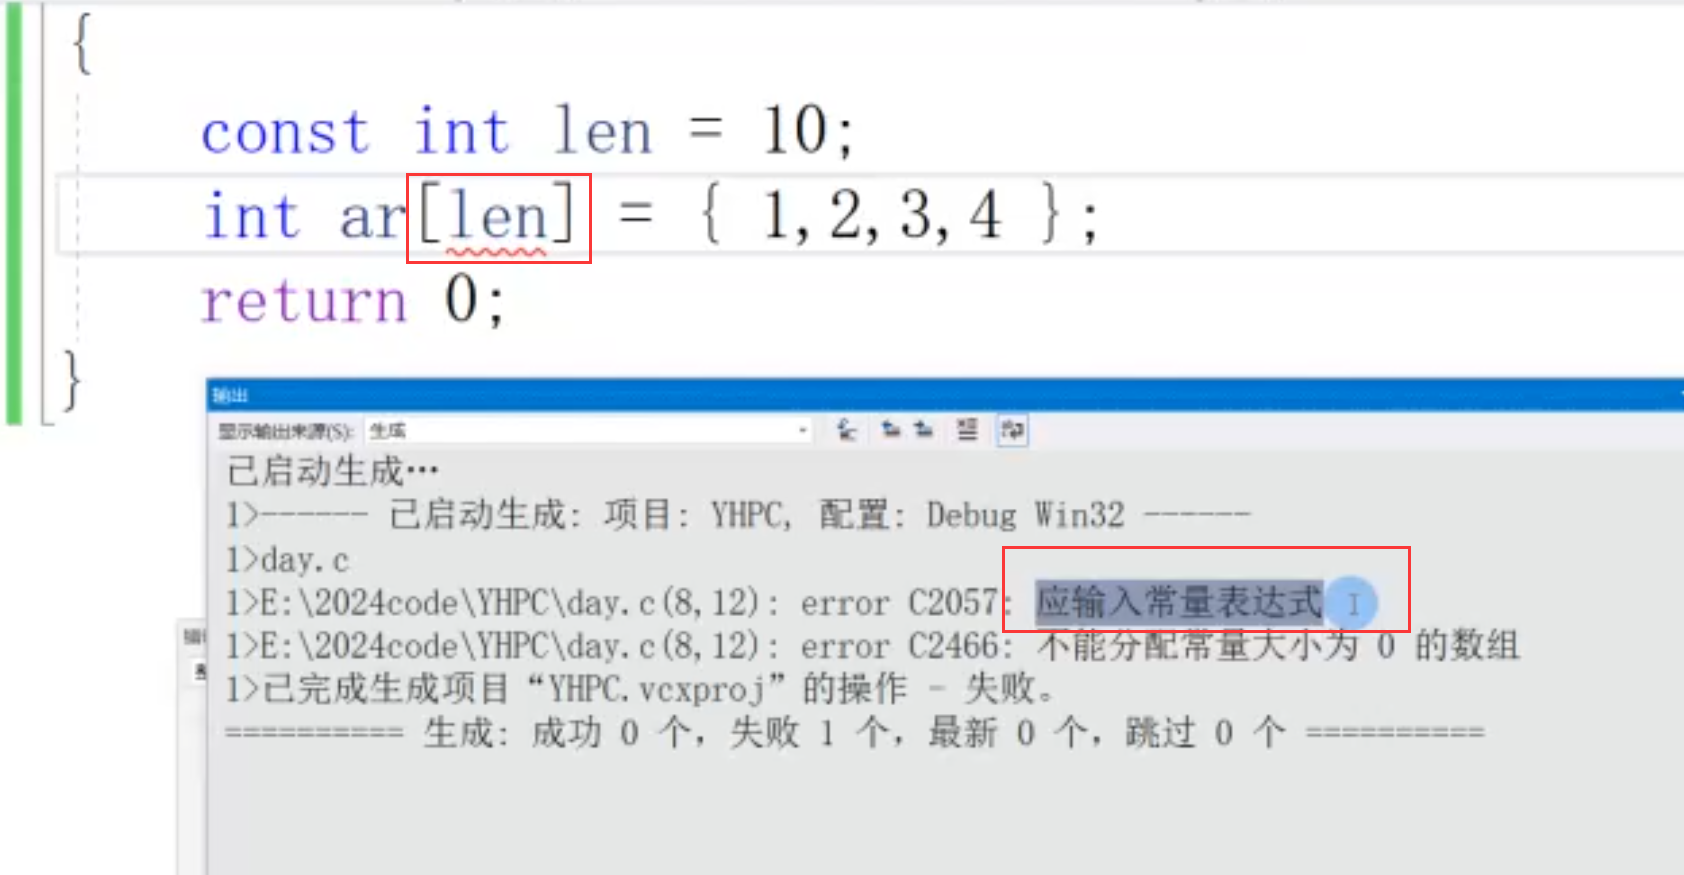 {
const int len = 10;
int ar[len] = { 1,2,3,4 };
return 0;
}
输出
显示输出来源(S): 生成
已启动生成…
1>------ 已启动生成: 项目: YHPC, 配置: Debug Win32 ------
1>day.c
1>E:\2024code\YHPC\day.c(8,12): error C2057: 应输入常量表达式
1>E:\2024code\YHPC\day.c(8,12): error C2466: 不能分配常量大小为 0 的数组
1>已完成生成项目“YHPC.vcxproj”的操作 - 失败。
========== 生成: 成功 0 个，失败 1 个，最新 0 个，跳过 0 个 ==========